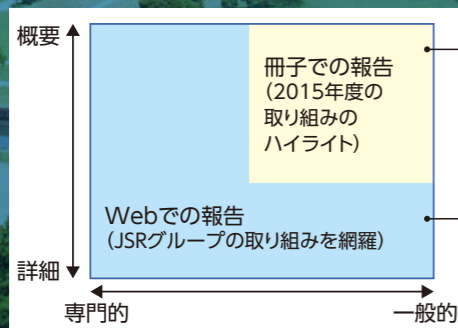 概要
冊子での報告
（2015年度の
取り組みの
ハイライト）
Webでの報告
（JSRグループの取り組みを網羅）
詳細
専門的
一般的